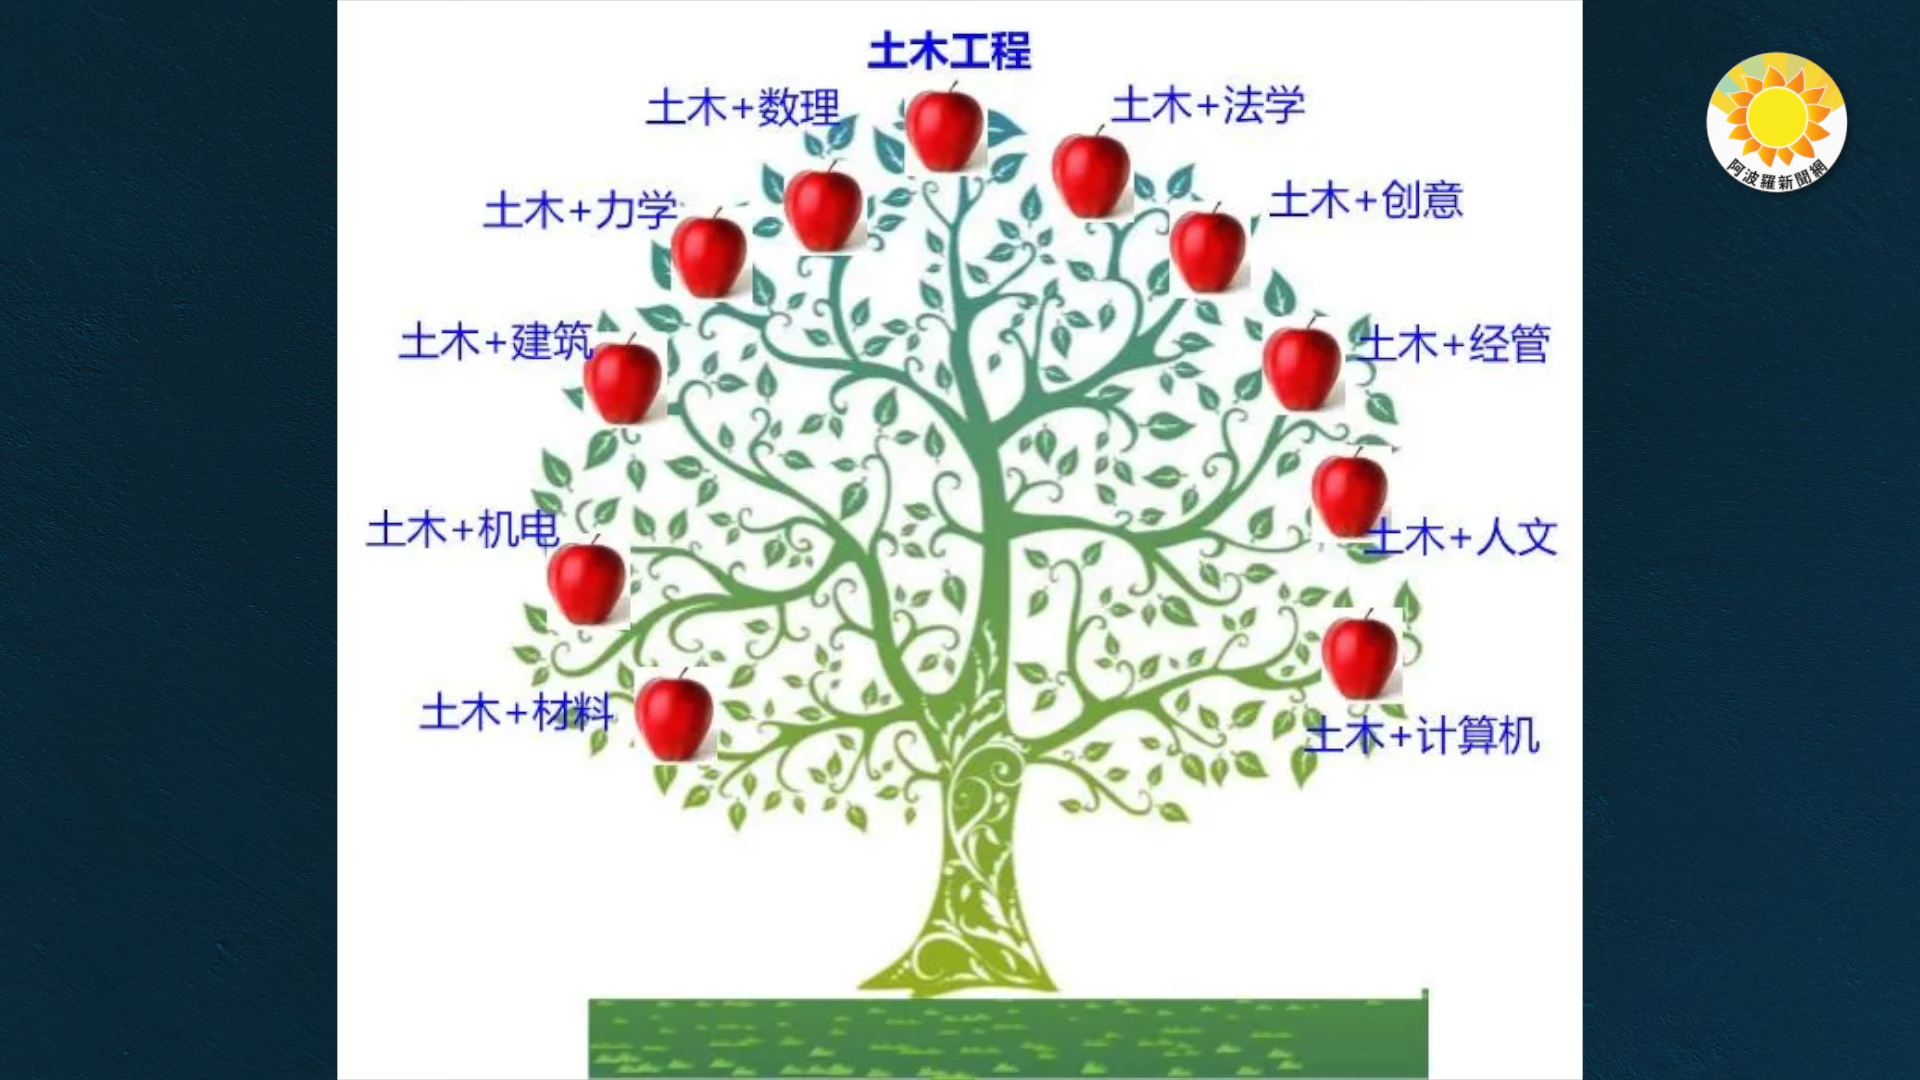 土木工程
土木+数理
土木+法学
土木+力学
土木+创意
土木+建筑
土木+经管
土木+机电
土木+人文
土木+材料
土木+计算机
阿波羅新聞網